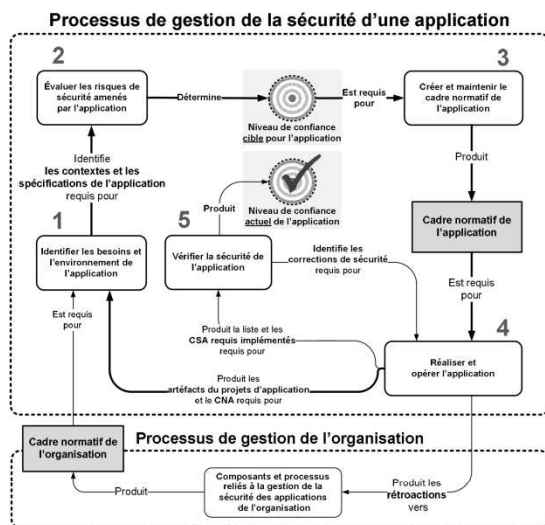 Processus de gestion de la sécurité d'une application
2
Évaluer les risques de
sécurité amenés
par l'application
Détermine
Niveau de confiance
cible pour l'application
Est requis
pour
3
Créer et maintenir le
cadre normatif de
l'application
Identifie
les contextes et les
spécifications de l'application
requis pour
Produit
Niveau de confiance
actuel de l'application
Produit
Cadre normatif de
l'application
1
Identifier les besoins et
l'environnement de
l'application
5
Vérifier la sécurité de
l'application
Identifie les
corrections de sécurité
requis pour
Est requis
pour
Est requis
pour
Produit la liste et les
CSA requis implémentés
requis pour
4
Réaliser et
opérer l'application
Produit les
artéfacts du projets d'application
et le CNA requis pour
Cadre normatif de
l'organisation
Processus de gestion de l'organisation
Produit
Composants et processus
reliés à la gestion de la
sécurité des applications
de l'organisation
Produit les
rétroactions
vers